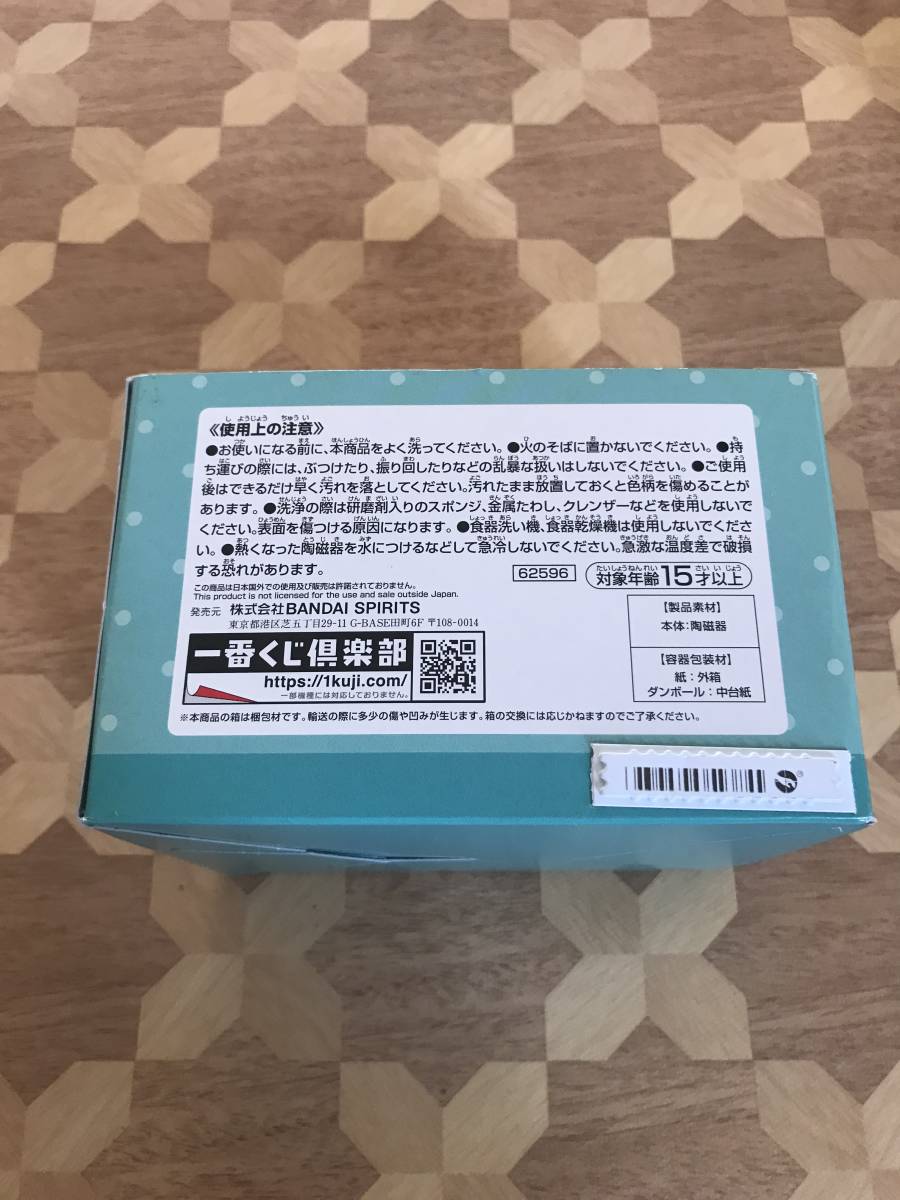 《使用上の注意》
●お使いになる前に、本商品をよく洗ってください。●火のそばに置かないでください。●持
ち運びの際には、ぶつけたり、振り回したりなどの乱暴な扱いはしないでください。●ご使用
後はできるだけ早く汚れを落としてください。汚れたまま放置しておくと色柄を傷めることが
あります。●洗浄の際は研磨剤入りのスポンジ、金属たわし、クレンザーなどを使用しないで
ください。表面を傷つける原因になります。●食器洗い機、食器乾燥機は使用しないでくださ
い。●熱くなった陶磁器を水につけるなどして急冷しないでください。急激な温度差で破損
する恐れがあります。
この商品は日本国外での使用及び販売は許諾されておりません。
This product is not licensed for the use and sale outside Japan.
62596
対象年齢15才以上
発売元 株式会社BANDAI SPIRITS
東京都港区芝五丁目29-11 G-BASE田町6F 〒108-0014
一番くじ倶楽部
https://1kuji.com/
一部機種には対応しておりません。
【製品素材】
本体：陶磁器
【容器包装材】
紙：外箱
ダンボール：中台紙
※本商品の箱は梱包材です。輸送の際に多少の傷や凹みが生じます。箱の交換には応じかねますのでご了承ください。